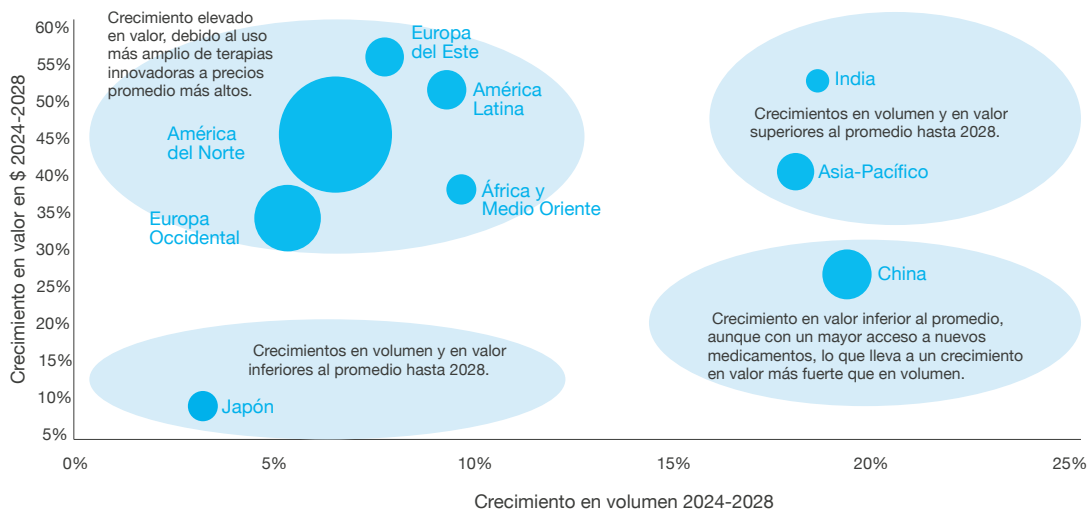 Crecimiento elevado
en valor, debido al uso
más amplio de terapias
innovadoras a precios
promedio más altos.
Europa
del Este
América
Latina
América
del Norte
África y
Medio Oriente
Europa
Occidental
India
Crecimientos en volumen y en valor
superiores al promedio hasta 2028.
Asia-Pacífico
China
Crecimiento en valor inferior al promedio,
aunque con un mayor acceso a nuevos
medicamentos, lo que lleva a un crecimiento
en valor más fuerte que en volumen.
Crecimientos en volumen y en valor
inferiores al promedio hasta 2028.
Japón
Crecimiento en valor en $ 2024-2028
60%
55%
50%
45%
40%
35%
30%
25%
20%
15%
10%
5%
0%
5%
10%
15%
20%
25%
Crecimiento en volumen 2024-2028